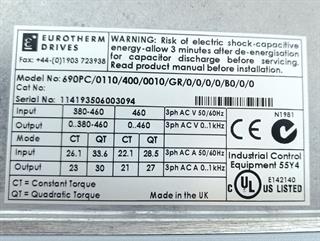 EUROTHERM
DRIVES
Fax: +44-(0)1903 723938
WARNING: Risk of electric shock-capacitive
energy-allow 3 minutes after de-energisation
for capacitor discharge before servicing.
Read manual before installation.
Model No: 690PC/0110/400/0010/GR/0/0/0/0/B0/0/0
Cat No:
Serial No: 114193506003094
Input 380-460 460 3ph AC V 50/60Hz
Output 0..380-460 0..460 3ph AC V 0..1kHz
CT QT CT QT
Input 26.1 33.6 22.1 28.5 3ph AC A 50/60Hz
Output 23 30 21 27 3ph AC A 0..1kHz
CT = Constant Torque
QT = Quadratic Torque
Made in the UK
CE
N1981
Industrial Control
Equipment 55Y4
E142140
C UL US LISTED